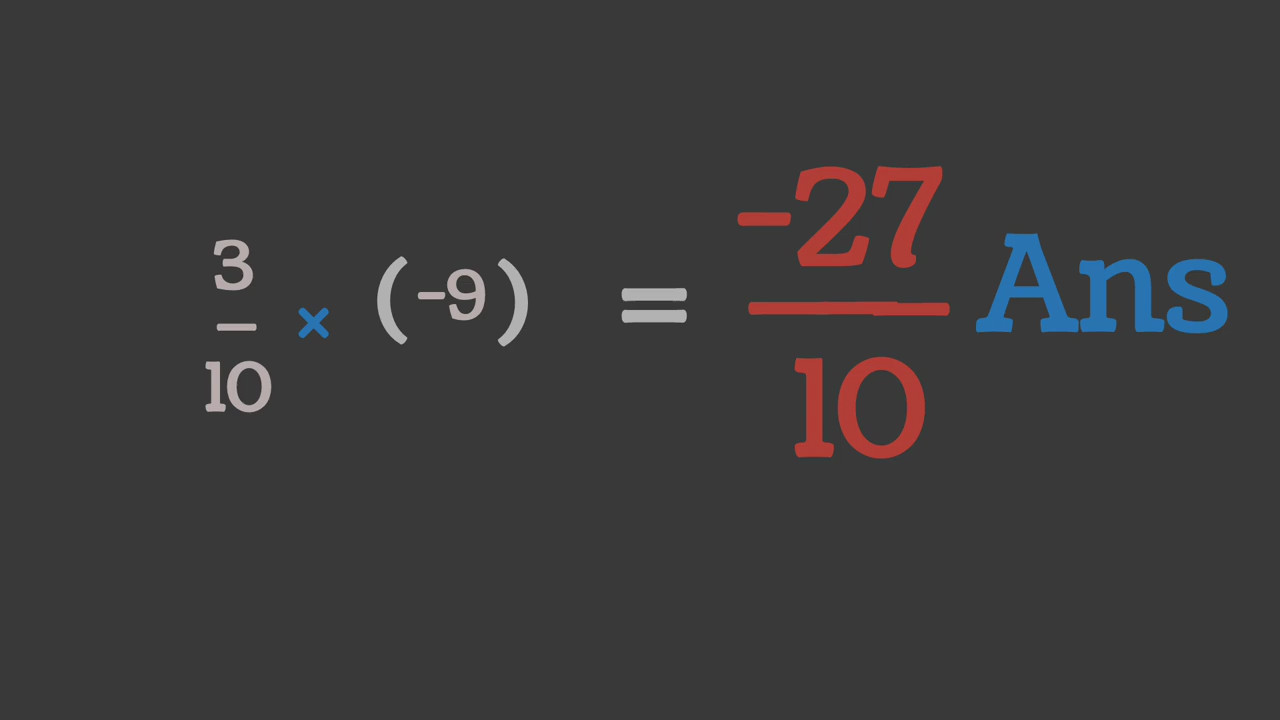 3/10 × (-9) = -27/10 Ans